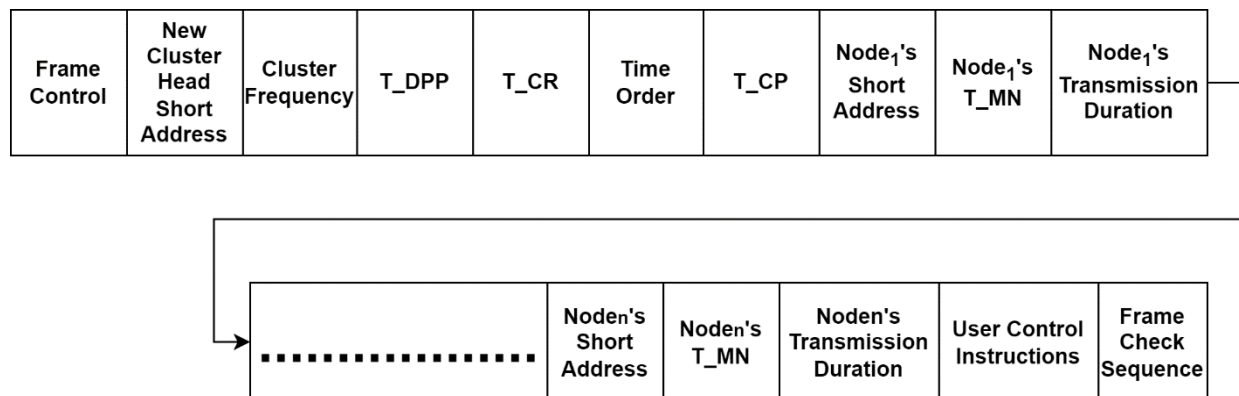 Frame
Control
New
Cluster
Head
Short
Address
Cluster
Frequency
T_DPP
T_CR
Time
Order
T_CP
Node₁'s
Short
Address
Node₁'s
T_MN
Node₁'s
Transmission
Duration
Noden's
Short
Address
Noden's
T_MN
Noden's
Transmission
Duration
User Control
Instructions
Frame
Check
Sequence